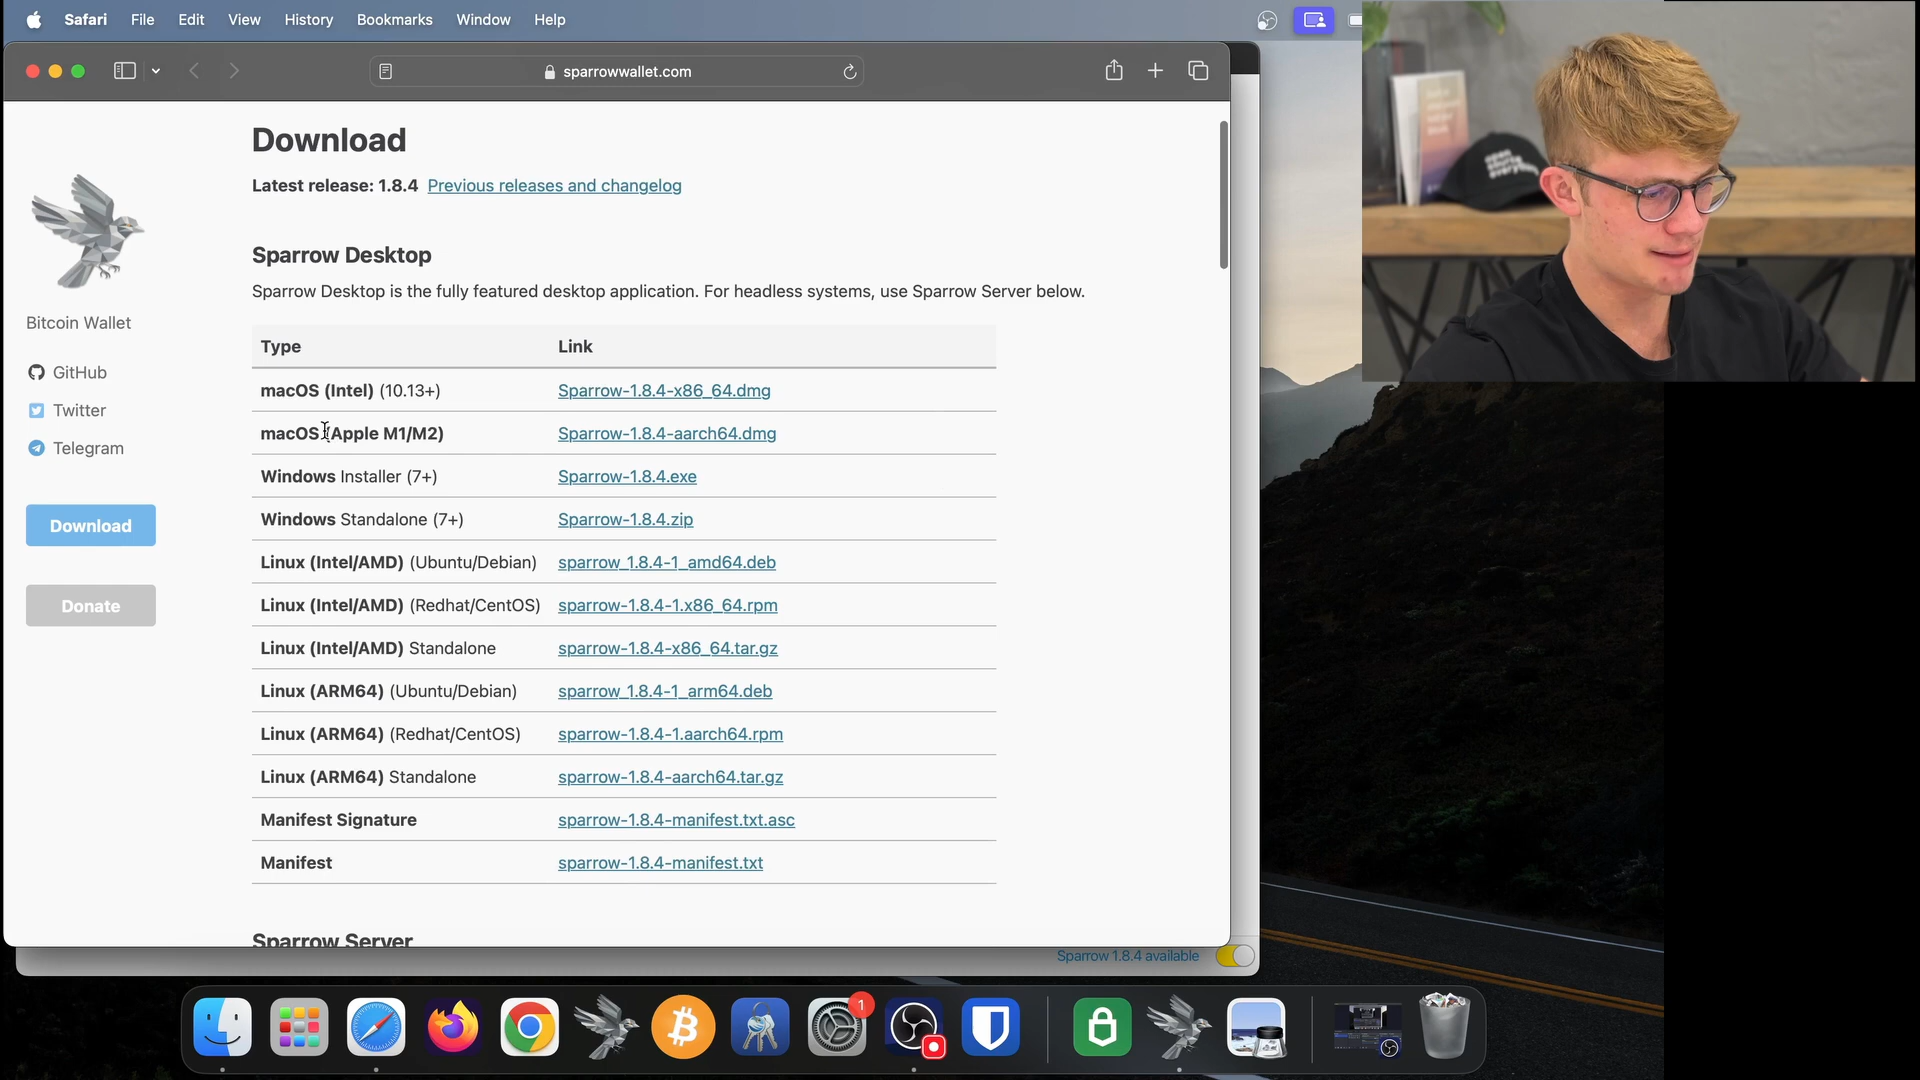 Safari File Edit View History Bookmarks Window Help
sparrowwallet.com
Download
Latest release: 1.8.4 Previous releases and changelog
Sparrow Desktop
Sparrow Desktop is the fully featured desktop application. For headless systems, use Sparrow Server below.
Type Link
macOS (Intel) (10.13+) Sparrow-1.8.4-x86_64.dmg
macOS (Apple M1/M2) Sparrow-1.8.4-aarch64.dmg
Windows Installer (7+) Sparrow-1.8.4.exe
Windows Standalone (7+) Sparrow-1.8.4.zip
Linux (Intel/AMD) (Ubuntu/Debian) sparrow_1.8.4-1_amd64.deb
Linux (Intel/AMD) (Redhat/CentOS) sparrow-1.8.4-1.x86_64.rpm
Linux (Intel/AMD) Standalone sparrow-1.8.4-x86_64.tar.gz
Linux (ARM64) (Ubuntu/Debian) sparrow_1.8.4-1_arm64.deb
Linux (ARM64) (Redhat/CentOS) sparrow-1.8.4-1.aarch64.rpm
Linux (ARM64) Standalone sparrow-1.8.4-aarch64.tar.gz
Manifest Signature sparrow-1.8.4-manifest.txt.asc
Manifest sparrow-1.8.4-manifest.txt
Sparrow Server
Bitcoin Wallet
GitHub
Twitter
Telegram
Download
Donate
Sparrow 1.8.4 available
1
open
source